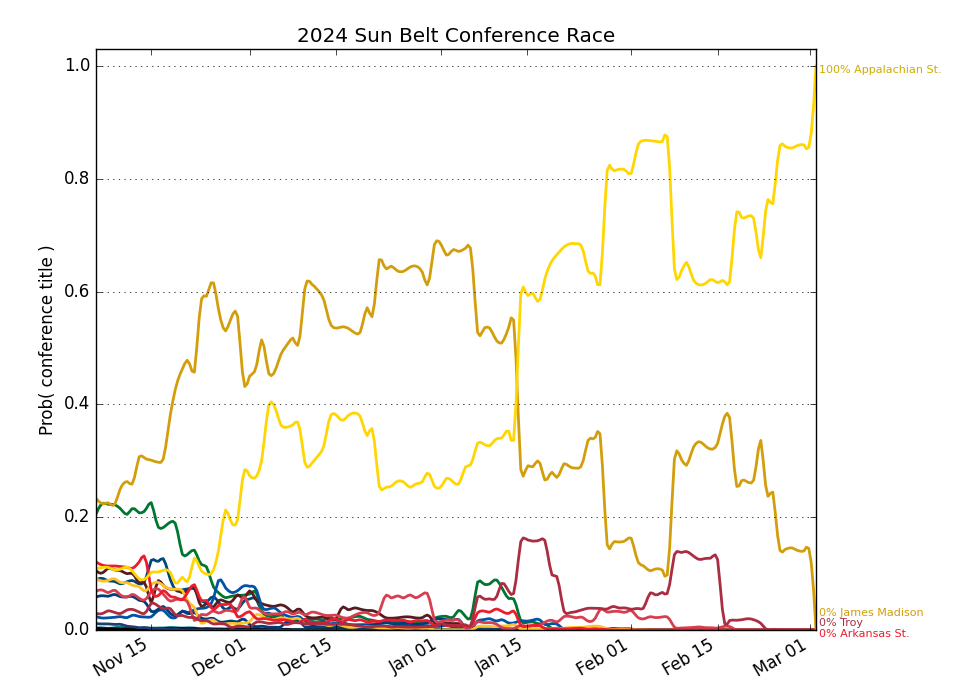 2024 Sun Belt Conference Race
Prob( conference title )
1.0
0.8
0.6
0.4
0.2
0.0
Nov 15
Dec 01
Dec 15
Jan 01
Jan 15
Feb 01
Feb 15
Mar 01
100% Appalachian St.
0% James Madison
0% Troy
0% Arkansas St.